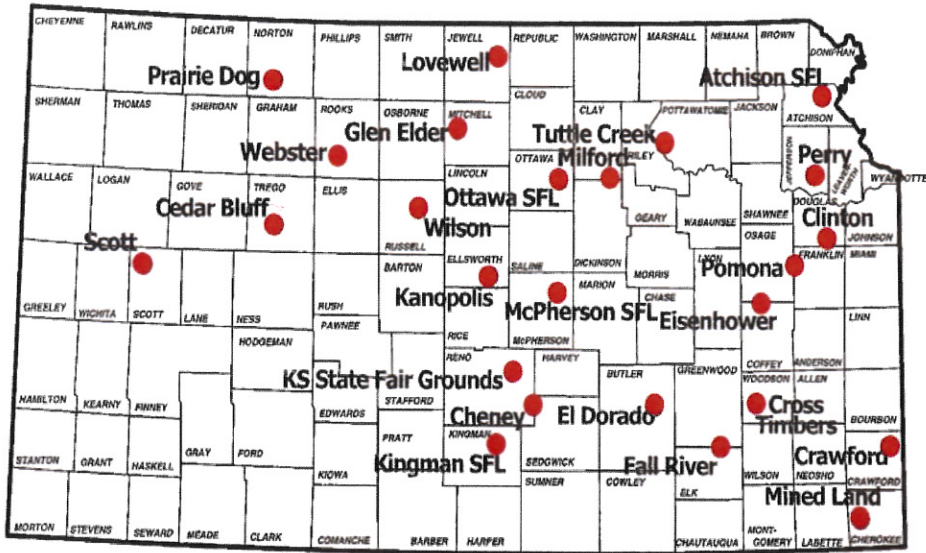 CHEYENNE
RAWLINS
DECATUR
NORTON
PHILLIPS
SMITH
JEWELL
REPUBLIC
WASHINGTON
MARSHALL
NEMAHA
BROWN
DONIPHAN
Prairie Dog
Lovewell
Atchison SFL
SHERMAN
THOMAS
SHERIDAN
GRAHAM
ROOKS
OSBORNE
MITCHELL
CLOUD
CLAY
POTTAWATOMIE
JACKSON
ATCHISON
Webster
Glen Elder
Tuttle Creek
Milford
RILEY
OTTAWA
JEFFERSON
LEAVENWORTH
Perry
WYANDOTTE
WALLACE
LOGAN
GOVE
TREGO
ELLIS
LINCOLN
Ottawa SFL
Cedar Bluff
Wilson
RUSSELL
GEARY
WABAUNSEE
SHAWNEE
DOUGLAS
Clinton
JOHNSON
Scott
ELLSWORTH
SALINE
DICKINSON
MORRIS
LYON
OSAGE
Pomona
FRANKLIN
MIAMI
BARTON
Kanopolis
MARION
CHASE
McPherson SFL
Eisenhower
GREELEY
WICHITA
SCOTT
LANE
NESS
RUSH
RICE
McPHERSON
LINN
PAWNEE
HODGEMAN
RENO
HARVEY
COFFEY
ANDERSON
KS State Fair Grounds
BUTLER
GREENWOOD
WOODSON
ALLEN
HAMILTON
KEARNY
FINNEY
EDWARDS
STAFFORD
Cheney
El Dorado
Cross
Timbers
BOURBON
STANTON
GRANT
HASKELL
GRAY
FORD
PRATT
KINGMAN
Kingman SFL
SEDGWICK
Fall River
Crawford
KIOWA
SUMNER
COWLEY
ELK
WILSON
NEOSHO
CRAWFORD
Mined Land
MORTON
STEVENS
SEWARD
MEADE
CLARK
COMANCHE
BARBER
HARPER
CHAUTAUQUA
MONT-
GOMERY
LABETTE
CHEROKEE